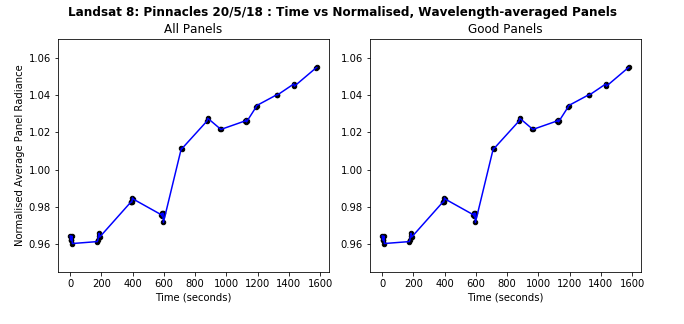 Landsat 8: Pinnacles 20/5/18 : Time vs Normalised, Wavelength-averaged Panels
All Panels
Normalised Average Panel Radiance
1.06
1.04
1.02
1.00
0.98
0.96
0 200 400 600 800 1000 1200 1400 1600
Time (seconds)
Good Panels
1.06
1.04
1.02
1.00
0.98
0.96
0 200 400 600 800 1000 1200 1400 1600
Time (seconds)